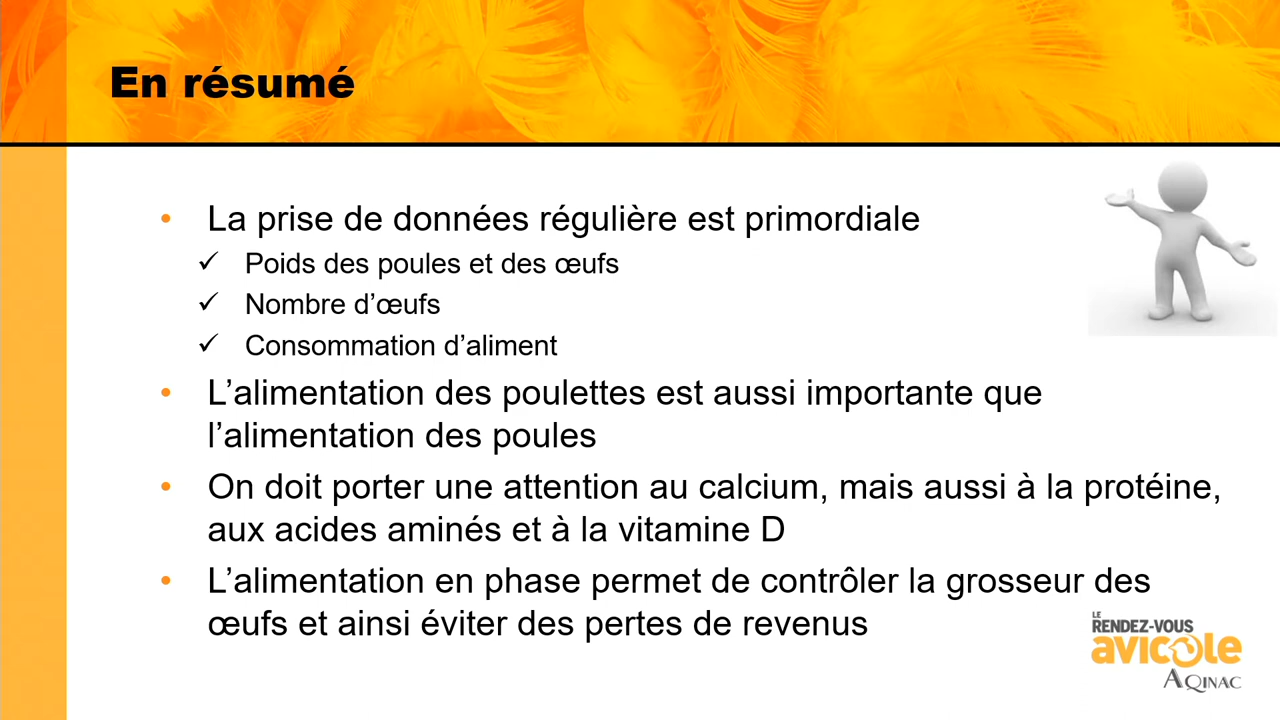 En résumé
• La prise de données régulière est primordiale
✓ Poids des poules et des œufs
✓ Nombre d’œufs
✓ Consommation d’aliment
• L’alimentation des poulettes est aussi importante que
l’alimentation des poules
• On doit porter une attention au calcium, mais aussi à la protéine,
aux acides aminés et à la vitamine D
• L’alimentation en phase permet de contrôler la grosseur des
œufs et ainsi éviter des pertes de revenus
LE
RENDEZ-VOUS
avicole
AQINAC